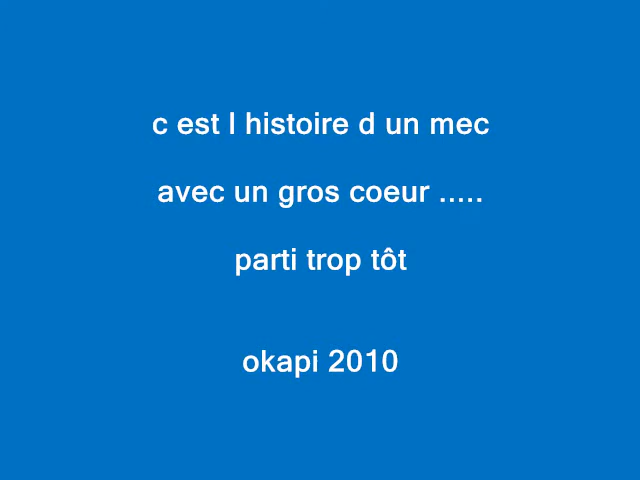 c est l histoire d un mec
avec un gros coeur .....
parti trop tôt
okapi 2010